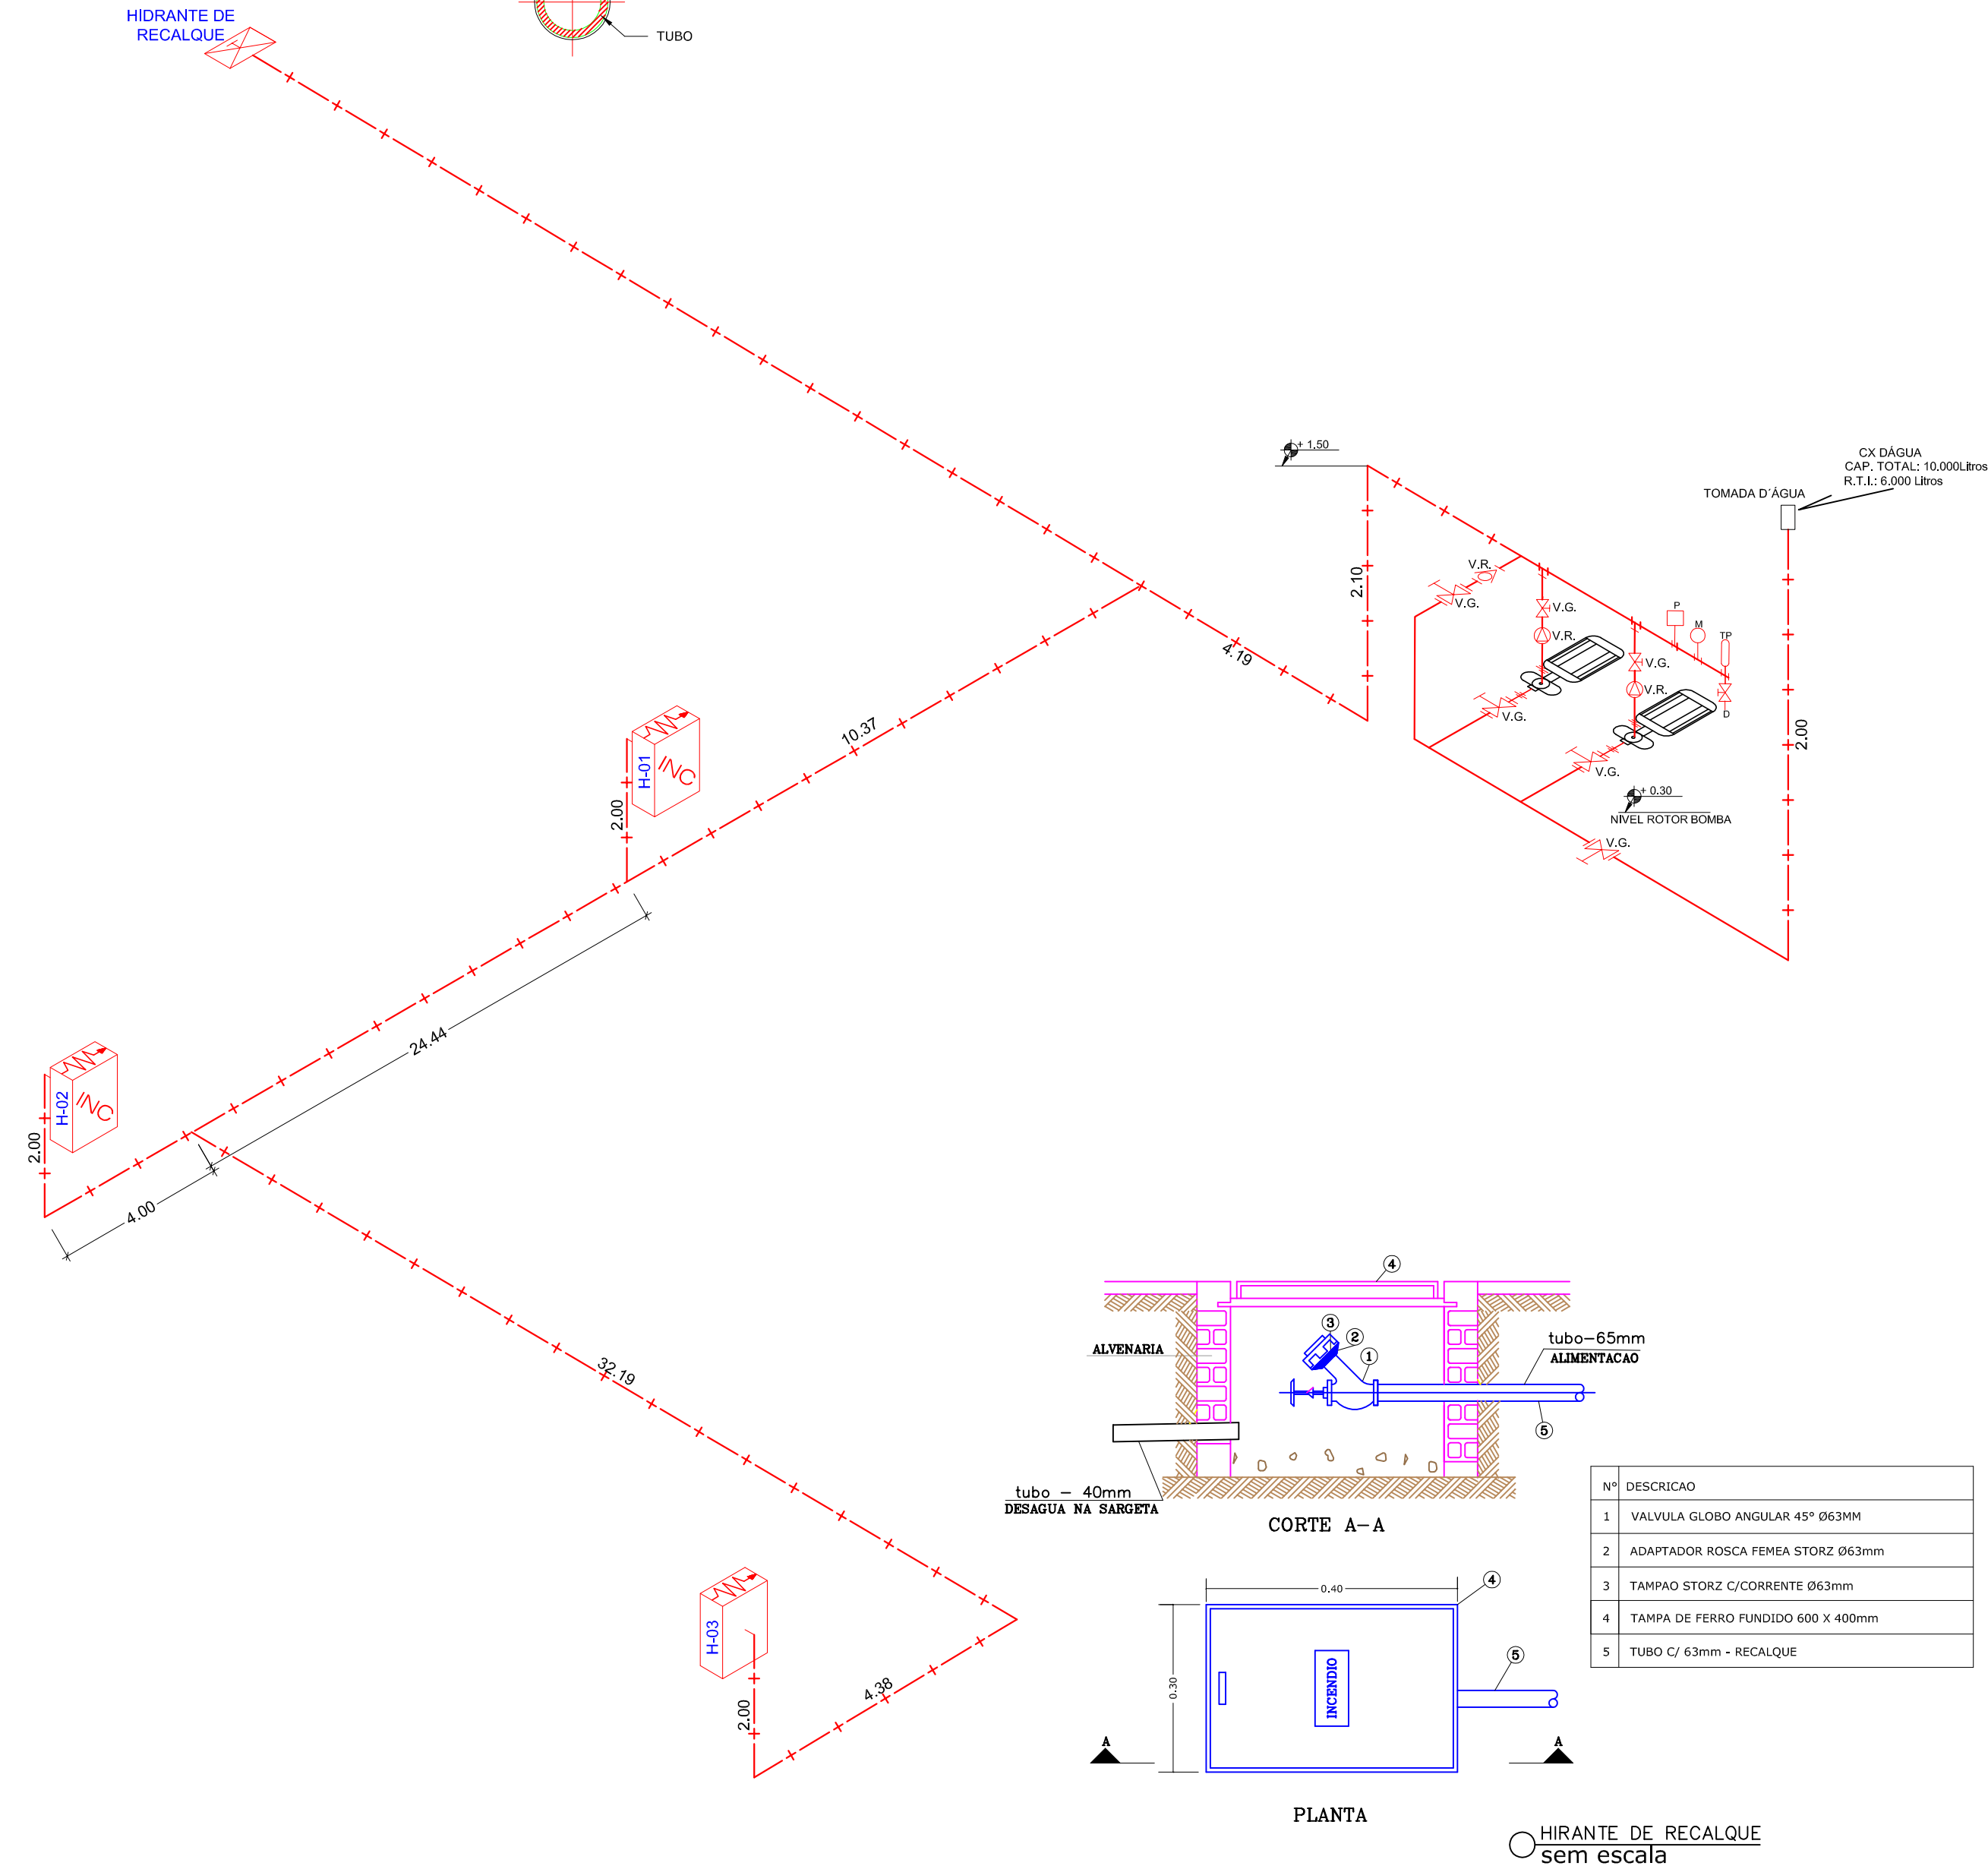 HIDRANTE DE
RECALQUE
TUBO
+ 1.50
CX DÁGUA
CAP. TOTAL: 10.000Litros
R.T.I.: 6.000 Litros
TOMADA D´ÁGUA
2.10
V.R.
V.G.
V.G.
V.R.
P
M
TP
V.G.
V.R.
D
V.G.
V.G.
4.19
2.00
+ 0.30
NIVEL ROTOR BOMBA
V.G.
10.37
H-01
INC
2.00
24.44
H-02
INC
2.00
4.00
32.19
H-03
2.00
4.38
4
3
2
1
ALVENARIA
tubo-65mm
ALIMENTACAO
5
tubo - 40mm
DESAGUA NA SARGETA
CORTE A-A
Nº DESCRICAO
1 VALVULA GLOBO ANGULAR 45° Ø63MM
2 ADAPTADOR ROSCA FEMEA STORZ Ø63mm
3 TAMPAO STORZ C/CORRENTE Ø63mm
4 TAMPA DE FERRO FUNDIDO 600 X 400mm
5 TUBO C/ 63mm - RECALQUE
0.40
4
0.30
INCENDIO
5
A
A
PLANTA
HIRANTE DE RECALQUE
sem escala